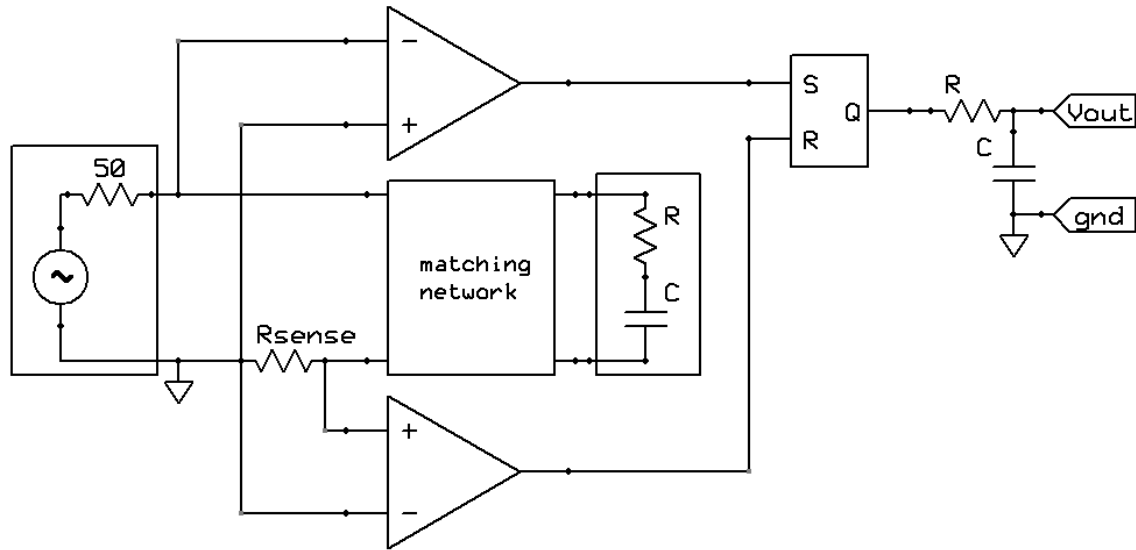 −
+
S
Q
R
R
Vout
C
gnd
50
~
matching
network
R
C
Rsense
+
−